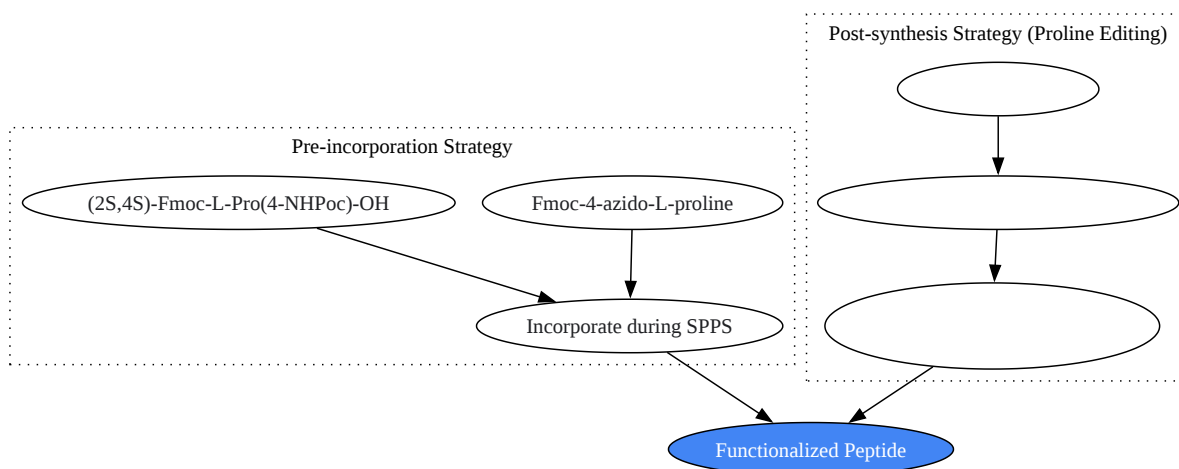 Post-synthesis Strategy (Proline Editing)
Pre-incorporation Strategy
(2S,4S)-Fmoc-L-Pro(4-NHPoc)-OH
Fmoc-4-azido-L-proline
Incorporate during SPPS
Functionalized Peptide